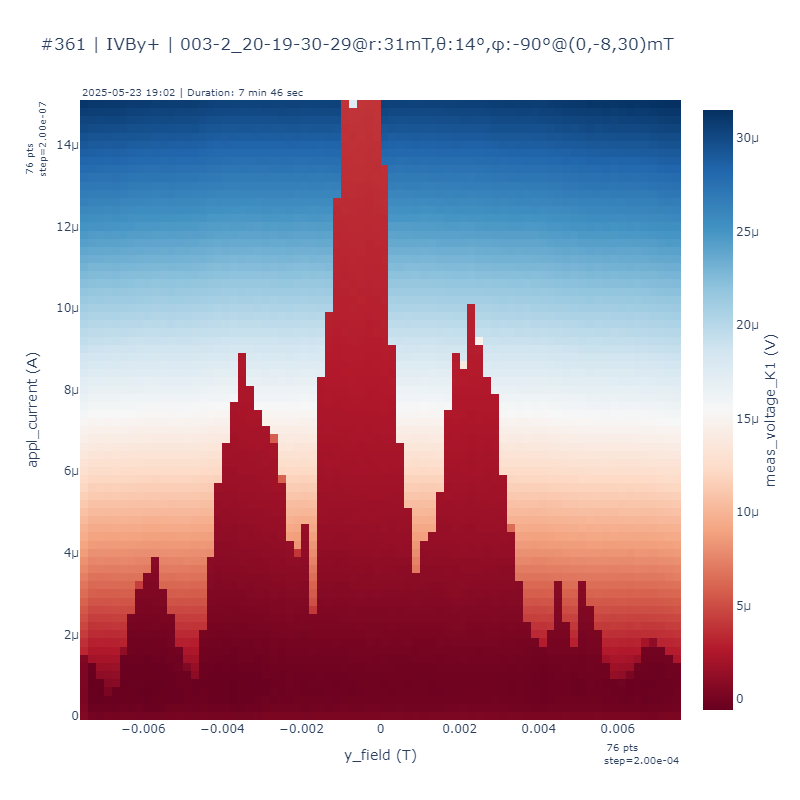 #361 | IVBy+ | 003-2_20-19-30-29@r:31mT,θ:14°,φ:-90°@(0,-8,30)mT
2025-05-23 19:02 | Duration: 7 min 46 sec
76 pts
step=2.00e-07
14μ
12μ
10μ
8μ
6μ
4μ
2μ
0
appl_current (A)
−0.006
−0.004
−0.002
0
0.002
0.004
0.006
y_field (T)
76 pts
step=2.00e-04
30μ
25μ
20μ
15μ
10μ
5μ
0
meas_voltage_K1 (V)